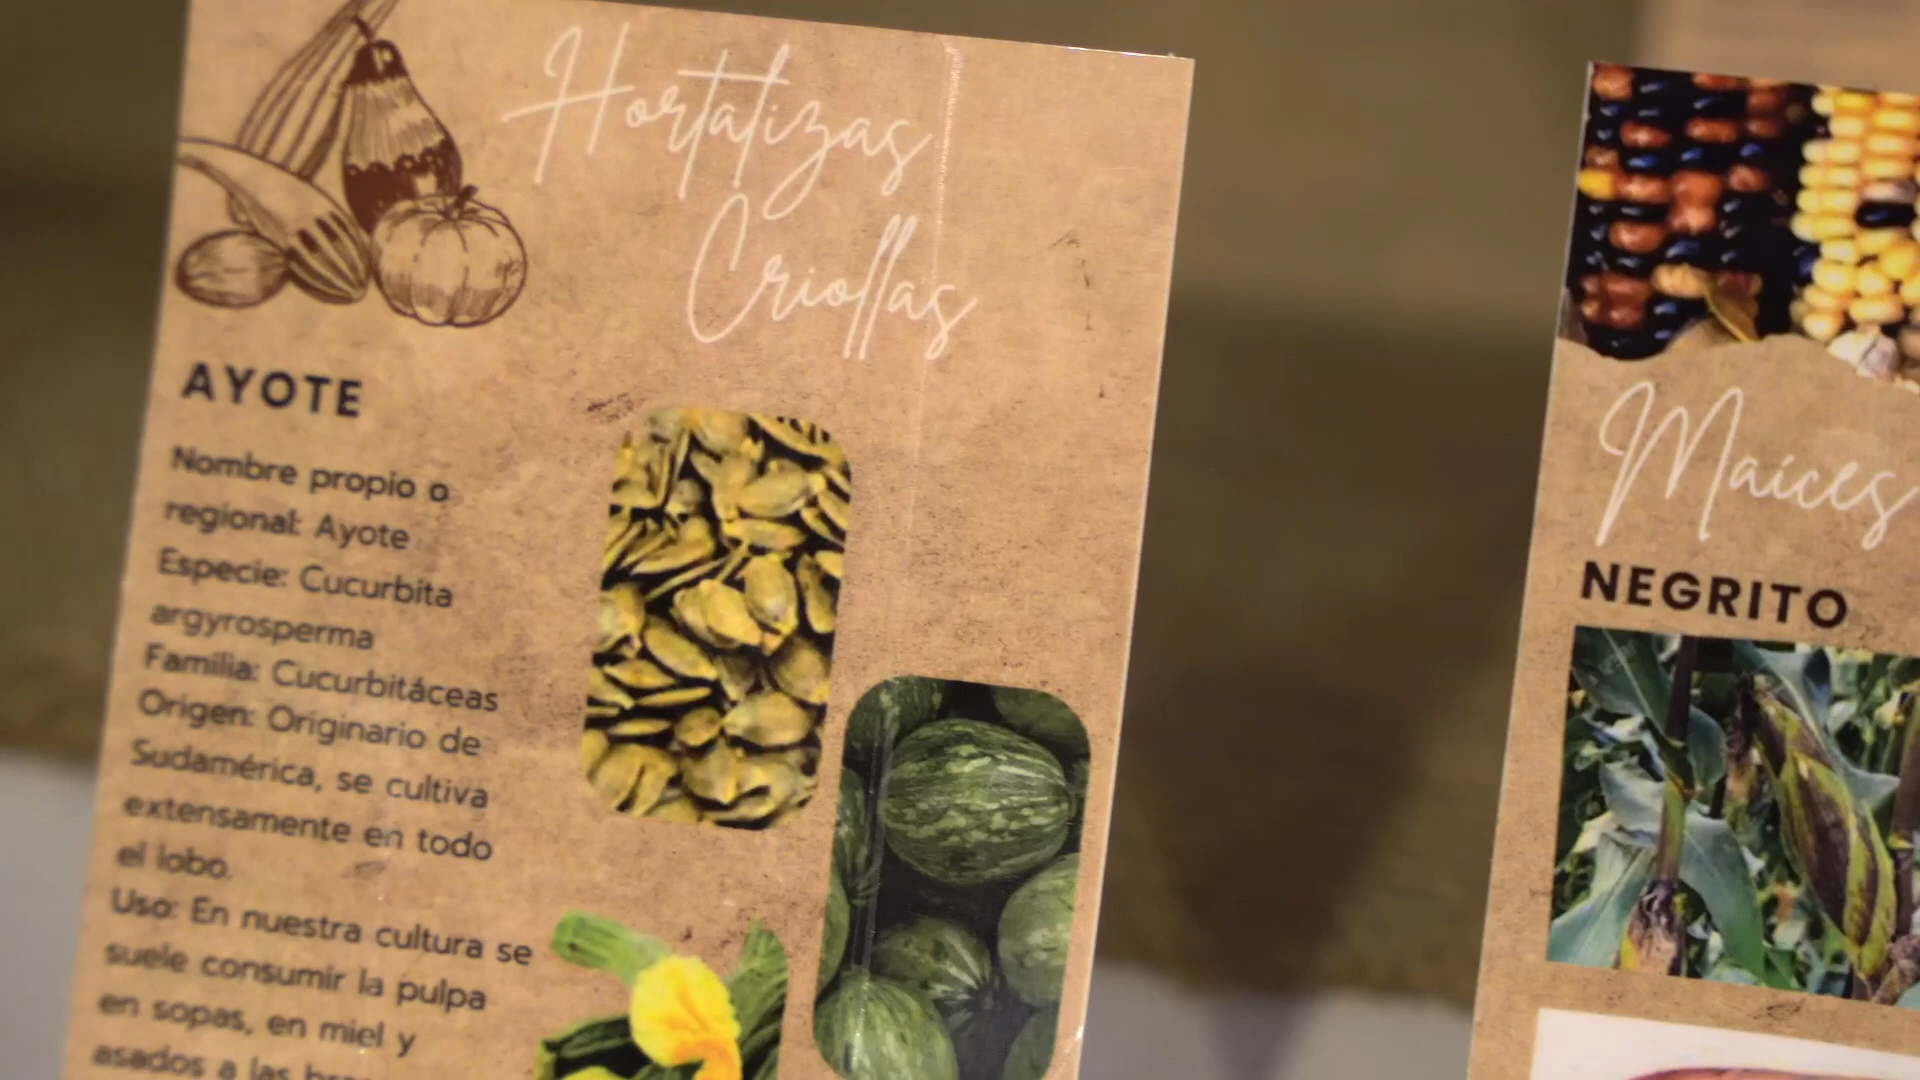 Hortalizas
Criollas
AYOTE
Nombre propio o
regional: Ayote
Especie: Cucurbita
argyrosperma
Familia: Cucurbitáceas
Origen: Originario de
Sudamérica, se cultiva
extensamente en todo
el lobo.
Uso: En nuestra cultura se
suele consumir la pulpa
en sopas, en miel y
asados a las
Maíces
NEGRITO